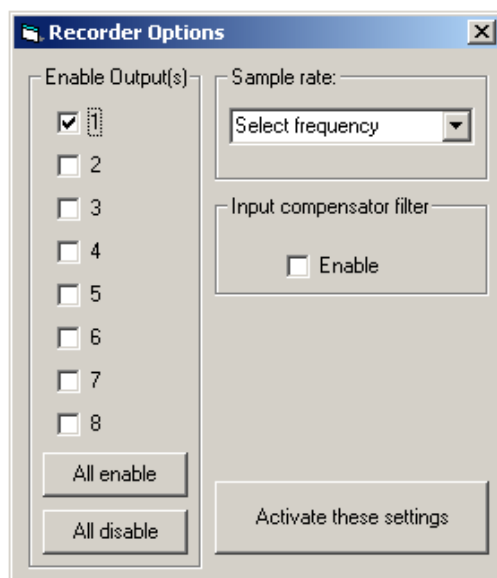 Recorder Options
Enable Output(s)
1
2
3
4
5
6
7
8
All enable
All disable
Sample rate:
Select frequency
Input compensator filter
Enable
Activate these settings